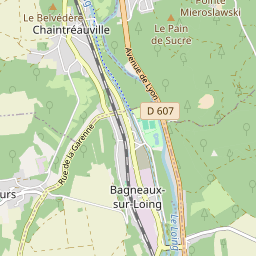 Pointe
Mieroslawski
Le Belvédère
Chaintréauville
Le Pain
de Sucre
Avenue de Lyon
D 607
Rue de la Garenne
urs
Bagneaux-
sur-Loing
Le Loing